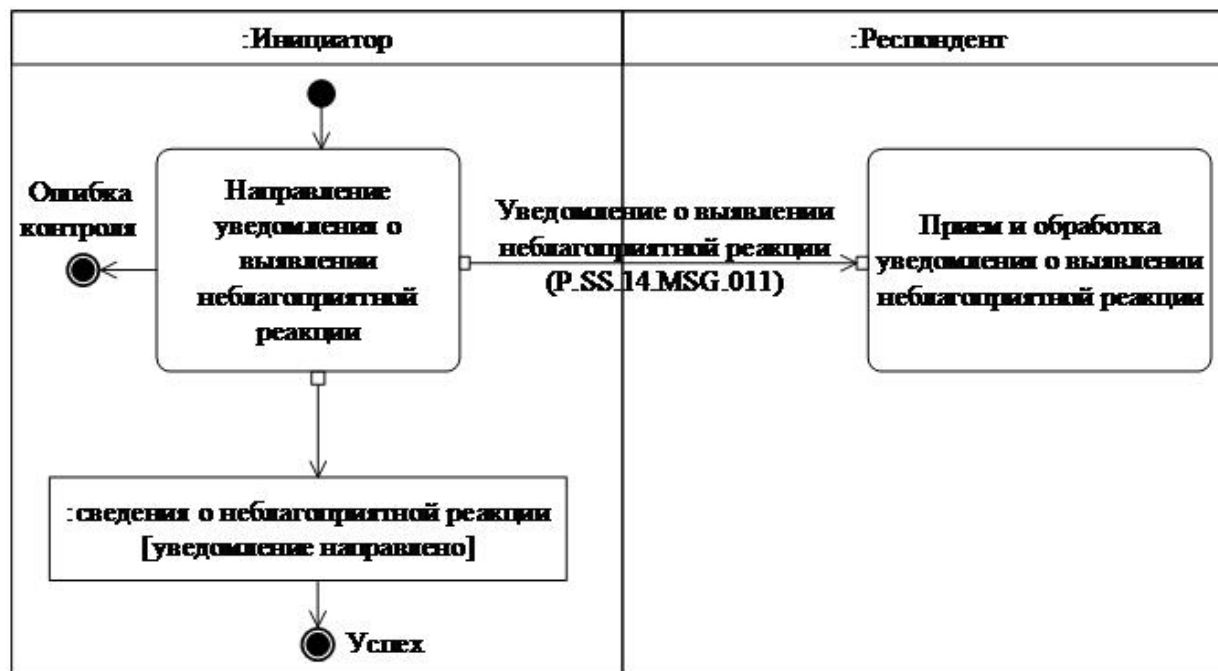 :Инициатор
:Респондент
Ошибка
контроля
Направление
уведомления о
выявлении
неблагоприятной
реакции
Уведомление о выявлении
неблагоприятной реакции
(P.SS.14.MSG.011)
Прием и обработка
уведомления о выявлении
неблагоприятной реакции
:сведения о неблагоприятной реакции
[уведомление направлено]
Успех